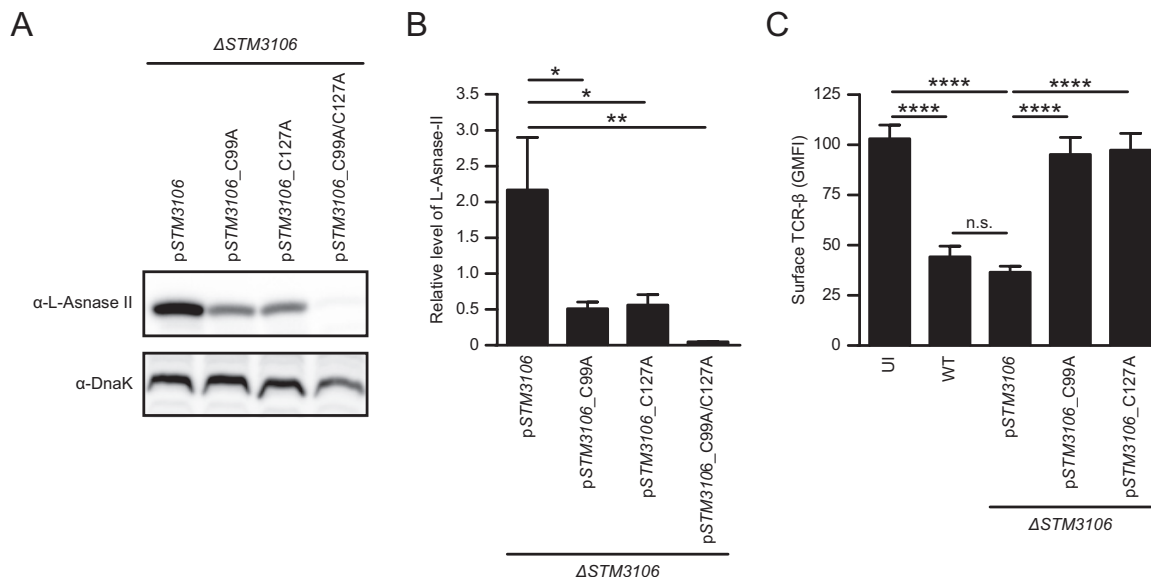 A
ΔSTM3106
pSTM3106
pSTM3106_C99A
pSTM3106_C127A
pSTM3106_C99A/C127A
α-L-Asnase II
α-DnaK
B
*
*
**
Relative level of L-Asnase-II
3.5
3.0
2.5
2.0
1.5
1.0
0.5
0
pSTM3106
pSTM3106_C99A
pSTM3106_C127A
pSTM3106_C99A/C127A
ΔSTM3106
C
**** ****
**** ****
n.s.
Surface TCR-β (GMFI)
125
100
75
50
25
0
UI
WT
pSTM3106
pSTM3106_C99A
pSTM3106_C127A
ΔSTM3106